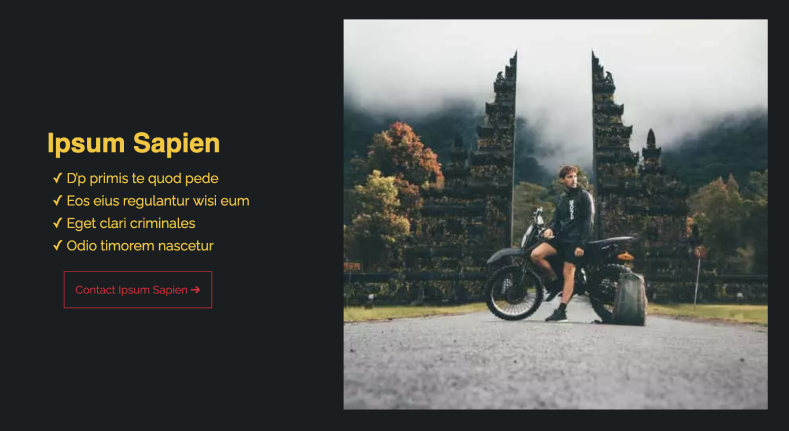 Ipsum Sapien
✓ D'p primis te quod pede
✓ Eos eius regulantur wisi eum
✓ Eget clari criminales
✓ Odio timorem nascetur
Contact Ipsum Sapien →